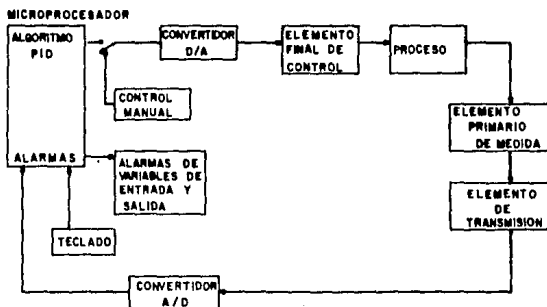 MICROPROCESADOR
ALGORITMO
PID
CONVERTIDOR
D/A
ELEMENTO
FINAL DE
CONTROL
PROCESO
CONTROL
MANUAL
ELEMENTO
PRIMARIO
DE MEDIDA
ALARMAS
ALARMAS DE
VARIABLES DE
ENTRADA Y
SALIDA
ELEMENTO
DE
TRANSMISION
TECLADO
CONVERTIDOR
A/D